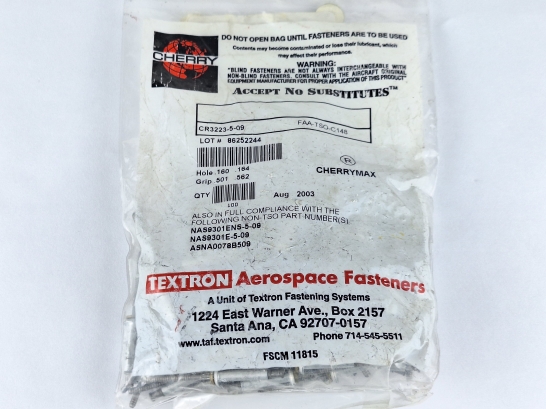 CHERRY
DO NOT OPEN BAG UNTIL FASTENERS ARE TO BE USED
Contents may become contaminated or lose their lubricant, which
may affect their performance.
WARNING:
"BLIND FASTENERS ARE NOT ALWAYS INTERCHANGEABLE WITH
NON-BLIND FASTENERS. CONSULT WITH THE AIRCRAFT ORIGINAL
EQUIPMENT MANUFACTURER FOR PROPER APPLICATION OF THIS PRODUCT"
ACCEPT NO SUBSTITUTES™
CR3223-5-09 FAA-TSO-C148
LOT # 86252244
Hole .160 .164
Grip .501 .562
®
CHERRYMAX
QTY
100
Aug 2003
ALSO IN FULL COMPLIANCE WITH THE
FOLLOWING NON-TSO PART NUMBER(S):
NAS9301ENS-5-09
NAS9301E-5-09
ASNA0078B509
TEXTRON Aerospace Fasteners
A Unit of Textron Fastening Systems
1224 East Warner Ave., Box 2157
Santa Ana, CA 92707-0157
www.taf.textron.com Phone 714-545-5511
FSCM 11815